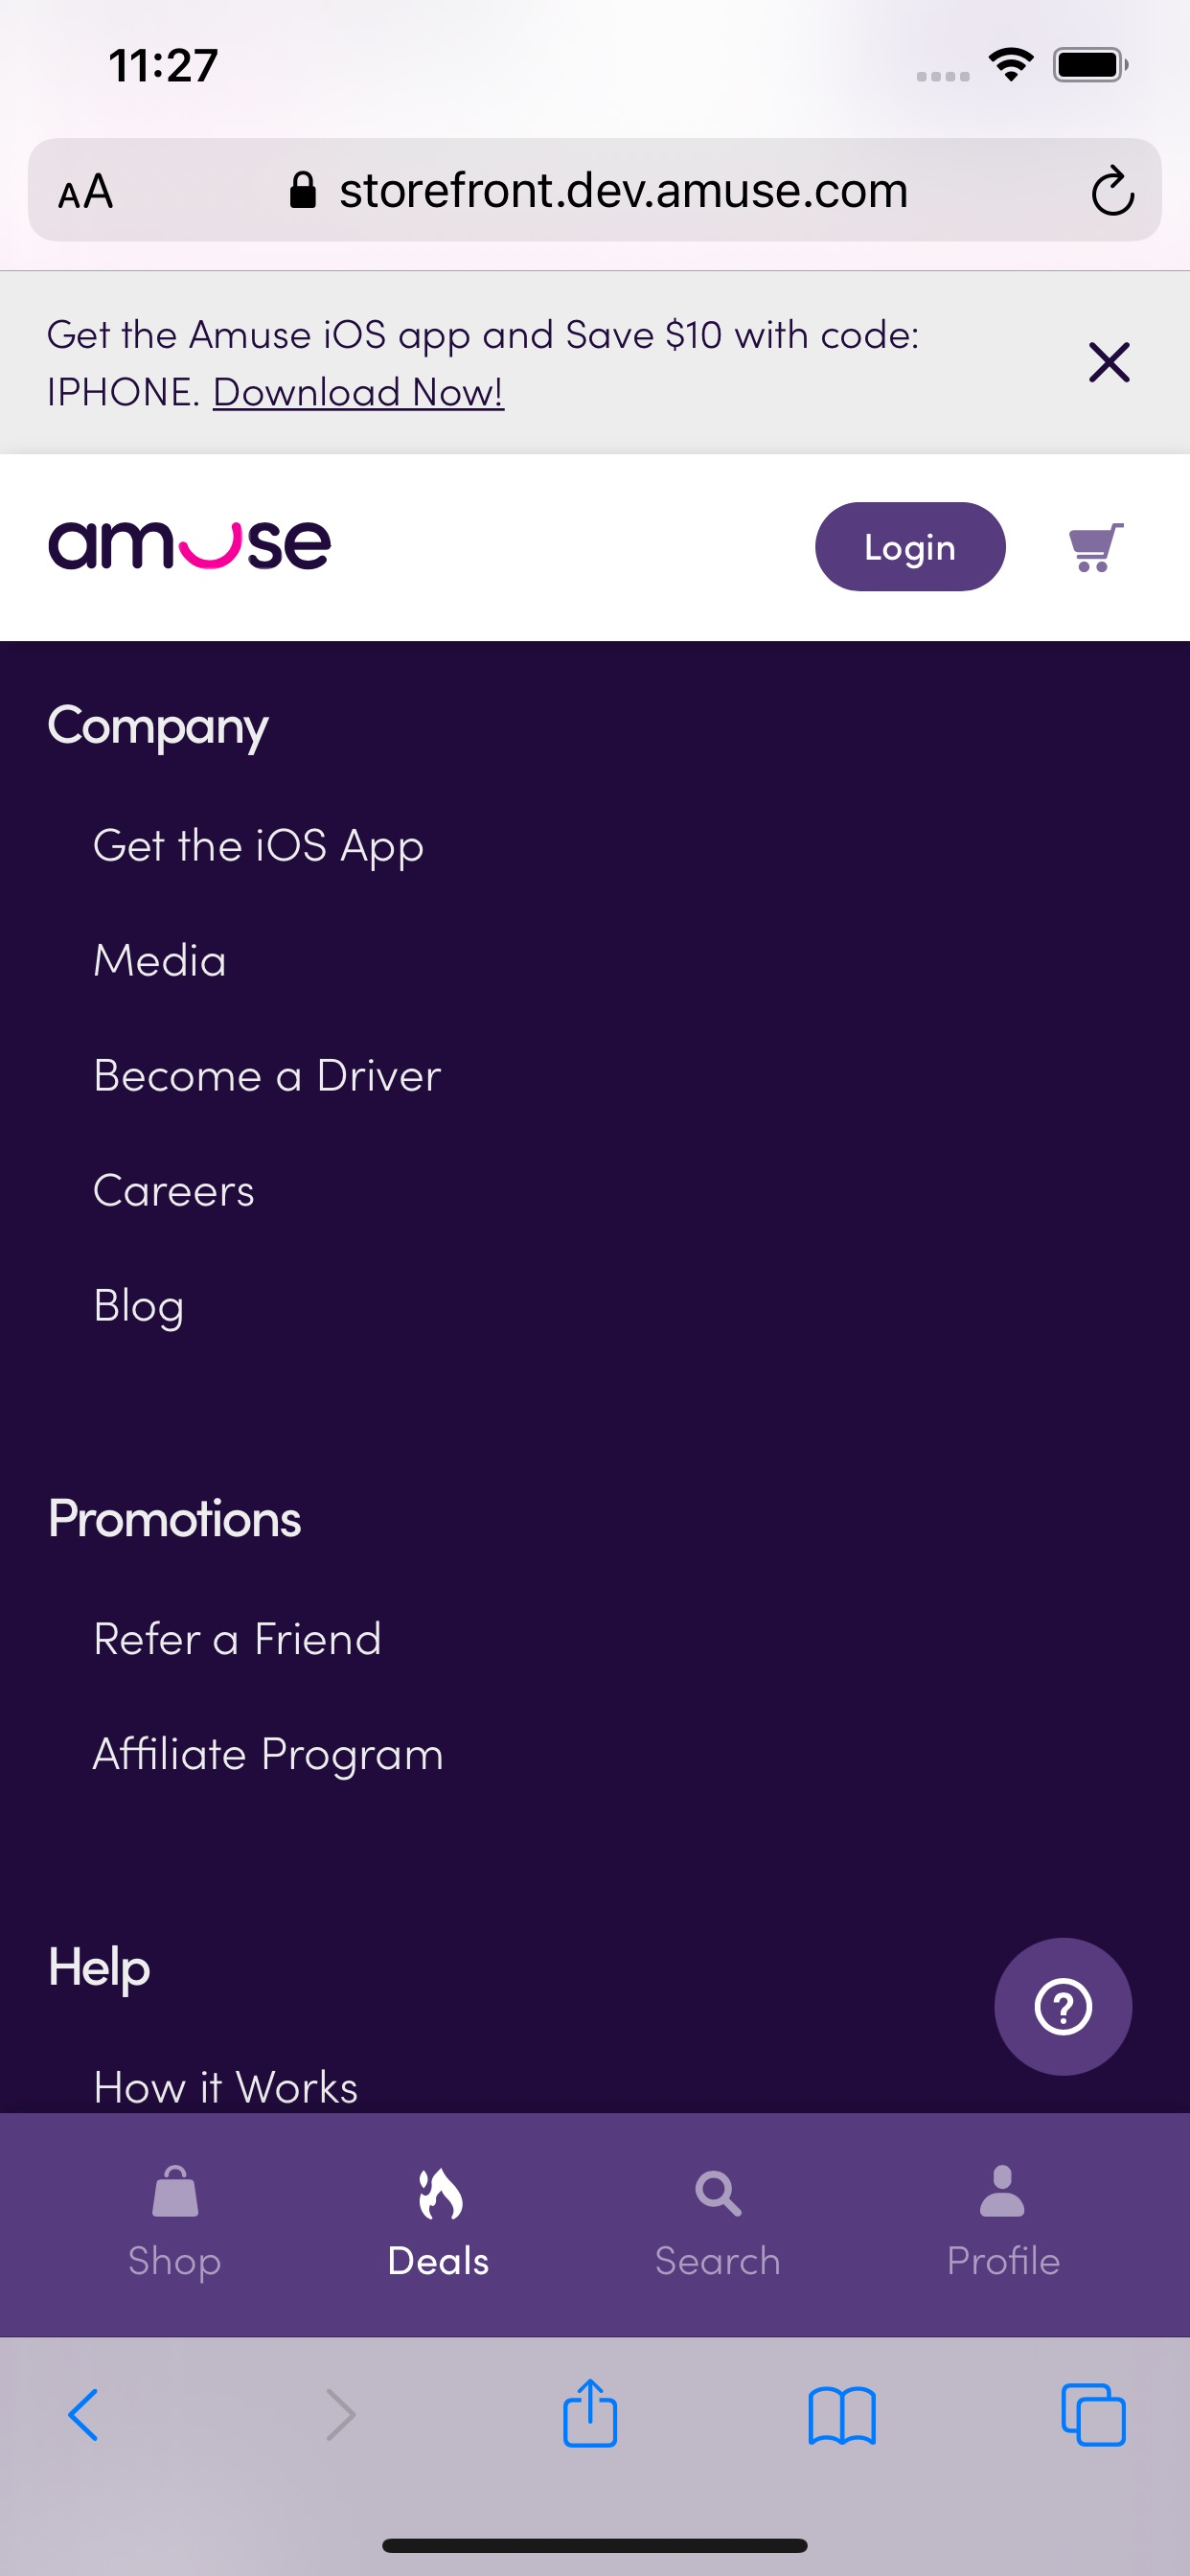 11:27
AA storefront.dev.amuse.com
Get the Amuse iOS app and Save $10 with code:
IPHONE. Download Now!
amuse
Login
Company
Get the iOS App
Media
Become a Driver
Careers
Blog
Promotions
Refer a Friend
Affiliate Program
Help
?
How it Works
Shop Deals Search Profile